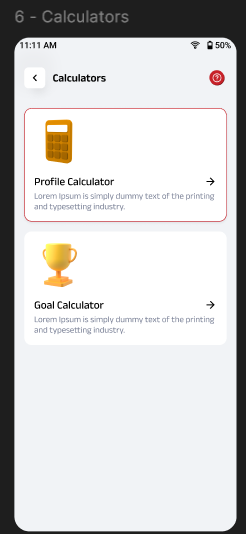 6 - Calculators
11:11 AM 50%
Calculators
Profile Calculator
Lorem Ipsum is simply dummy text of the printing
and typesetting industry.
Goal Calculator
Lorem Ipsum is simply dummy text of the printing
and typesetting industry.